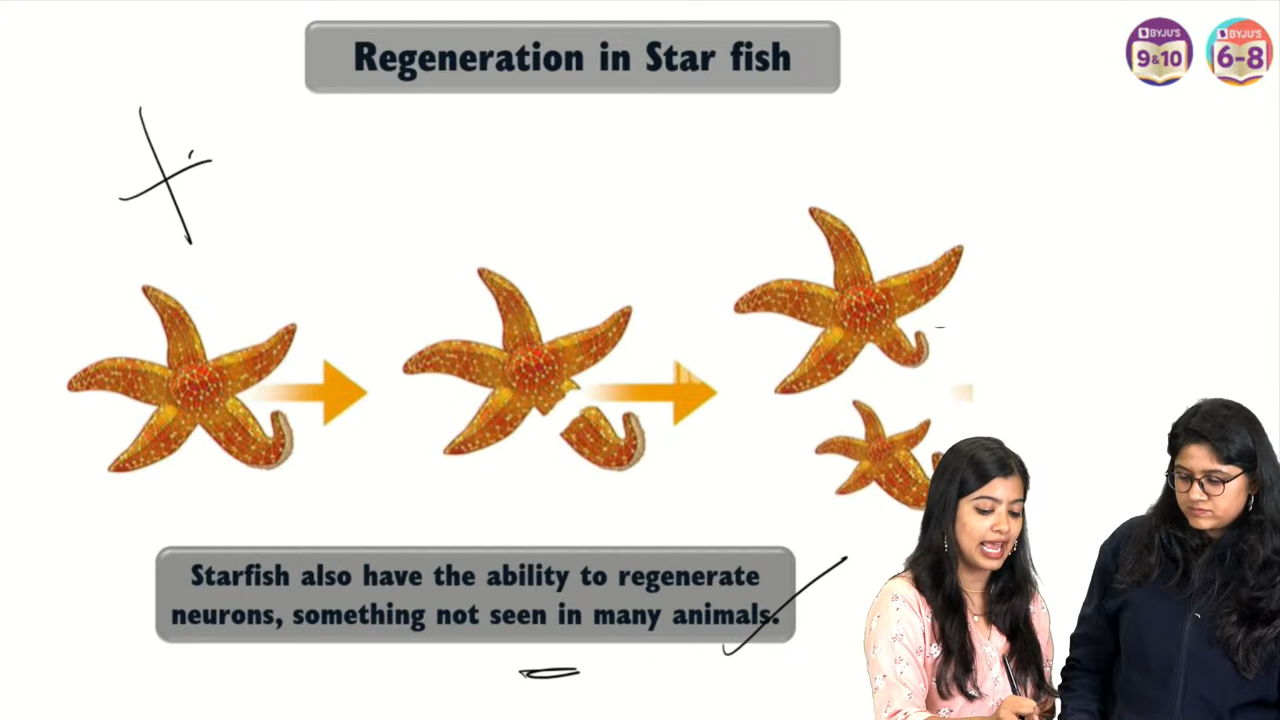 Regeneration in Star fish
BYJU'S
9&10
BYJU'S
6-8
Starfish also have the ability to regenerate
neurons, something not seen in many animals.